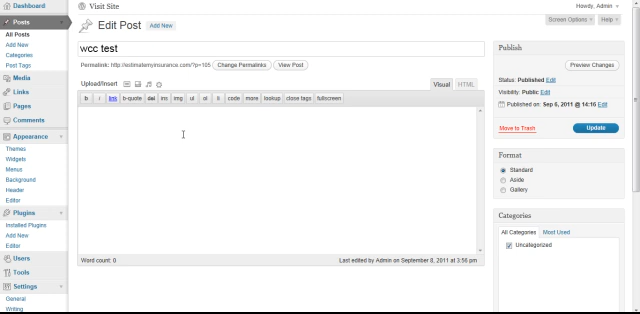 Dashboard
Posts
All Posts
Add New
Categories
Post Tags
Media
Links
Pages
Comments
Appearance
Themes
Widgets
Menus
Background
Header
Editor
Plugins
Installed Plugins
Add New
Editor
Users
Tools
Settings
General
Writing
Visit Site
Howdy, Admin
Screen Options Help
Edit Post Add New
wcc test
Permalink: http://estimatemyinsurance.com/?p=105 Change Permalinks View Post
Upload/Insert
Visual HTML
b i link b-quote del ins img ul ol li code more lookup close tags fullscreen
Word count: 0 Last edited by Admin on September 8, 2011 at 3:56 pm
Publish
Preview Changes
Status: Published Edit
Visibility: Public Edit
Published on: Sep 6, 2011 @ 14:16 Edit
Move to Trash Update
Format
Standard
Aside
Gallery
Categories
All Categories Most Used
Uncategorized